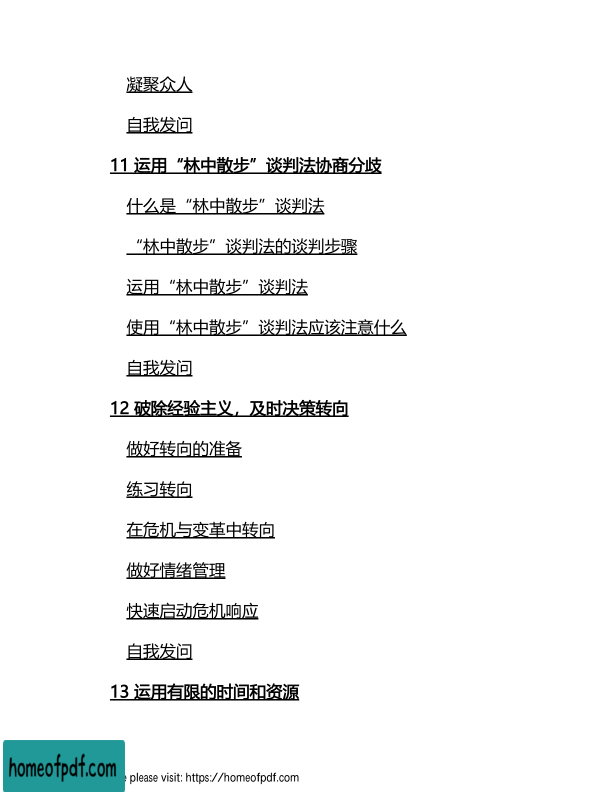 凝聚众人
自我发问
11 运用“林中散步”谈判法协商分歧
什么是“林中散步”谈判法
“林中散步”谈判法的谈判步骤
运用“林中散步”谈判法
使用“林中散步”谈判法应该注意什么
自我发问
12 破除经验主义，及时决策转向
做好转向的准备
练习转向
在危机与变革中转向
做好情绪管理
快速启动危机响应
自我发问
13 运用有限的时间和资源
homeofpdf.com
please visit: https://homeofpdf.com